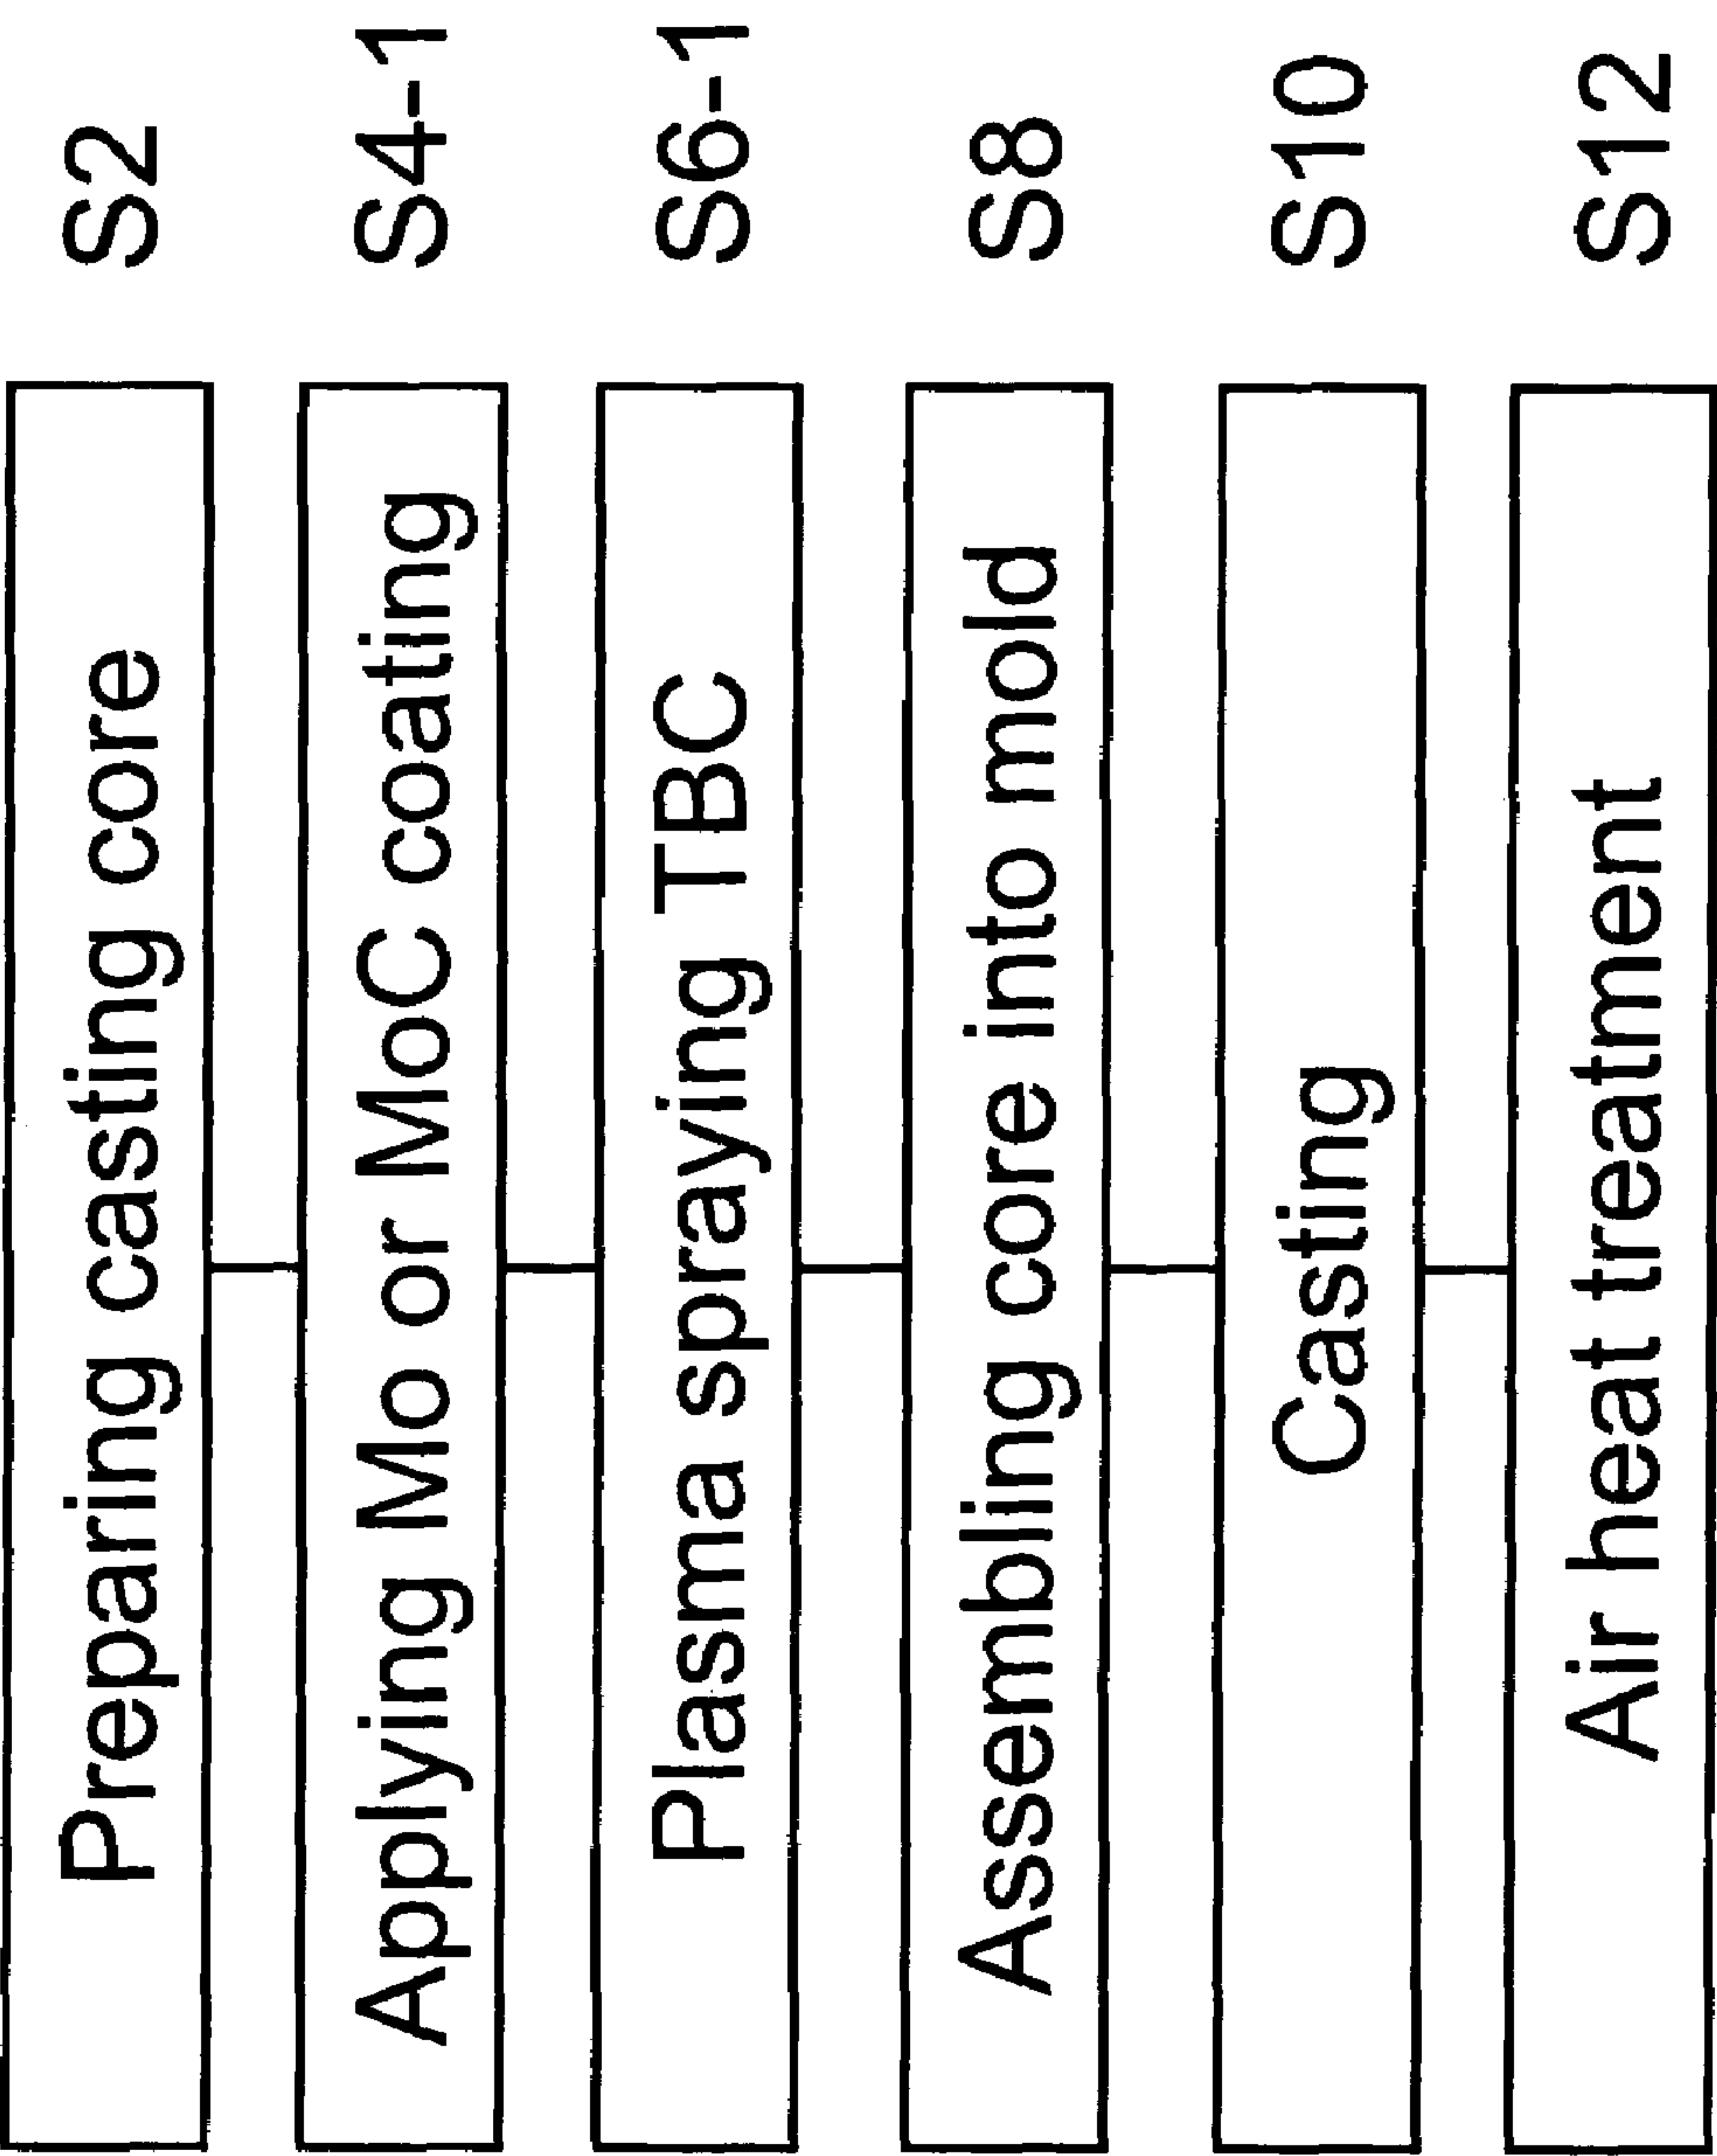 Preparing casting core S2
Applying Mo or MoC coating S4-1
Plasma spraying TBC S6-1
Assembling core into mold S8
Casting S10
Air heat treatment S12